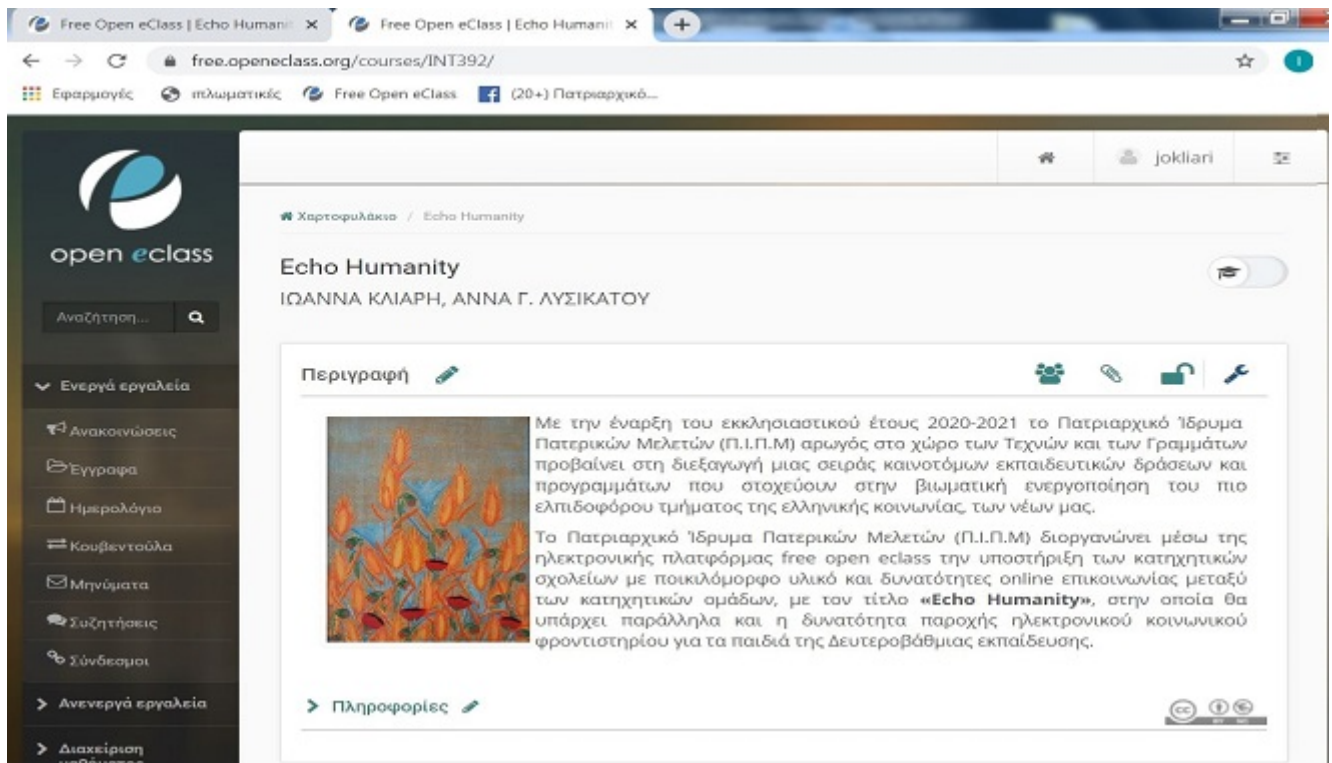 Free Open eClass | Echo Humani
Free Open eClass | Echo Humanit
free.openeclass.org/courses/INT392/
Εφαρμογές
ιπλωματικές
Free Open eClass
(20+) Πατριαρχικό...
jokliari
Χαρτοφυλάκιο / Echo Humanity
open eclass
Echo Humanity
ΙΩΑΝΝΑ ΚΛΙΑΡΗ, ΑΝΝΑ Γ. ΛΥΣΙΚΑΤΟΥ
Αναζήτηση...
Ενεργά εργαλεία
Ανακοινώσεις
Έγγραφα
Ημερολόγιο
Κουβεντούλα
Μηνύματα
Συζητήσεις
Σύνδεσμοι
Ανενεργά εργαλεία
Διαχείριση
μαθήματος
Περιγραφή
Με την έναρξη του εκκλησιαστικού έτους 2020-2021 το Πατριαρχικό Ίδρυμα
Πατερικών Μελετών (Π.Ι.Π.Μ) αρωγός στο χώρο των Τεχνών και των Γραμμάτων
προβαίνει στη διεξαγωγή μιας σειράς καινοτόμων εκπαιδευτικών δράσεων και
προγραμμάτων που στοχεύουν στην βιωματική ενεργοποίηση του πιο
ελπιδοφόρου τμήματος της ελληνικής κοινωνίας, των νέων μας.
Το Πατριαρχικό Ίδρυμα Πατερικών Μελετών (Π.Ι.Π.Μ) διοργανώνει μέσω της
ηλεκτρονικής πλατφόρμας free open eclass την υποστήριξη των κατηχητικών
σχολείων με ποικιλόμορφο υλικό και δυνατότητες online επικοινωνίας μεταξύ
των κατηχητικών ομάδων, με τον τίτλο «Echo Humanity», στην οποία θα
υπάρχει παράλληλα και η δυνατότητα παροχής ηλεκτρονικού κοινωνικού
φροντιστηρίου για τα παιδιά της Δευτεροβάθμιας εκπαίδευσης.
Πληροφορίες
cc
BY NC